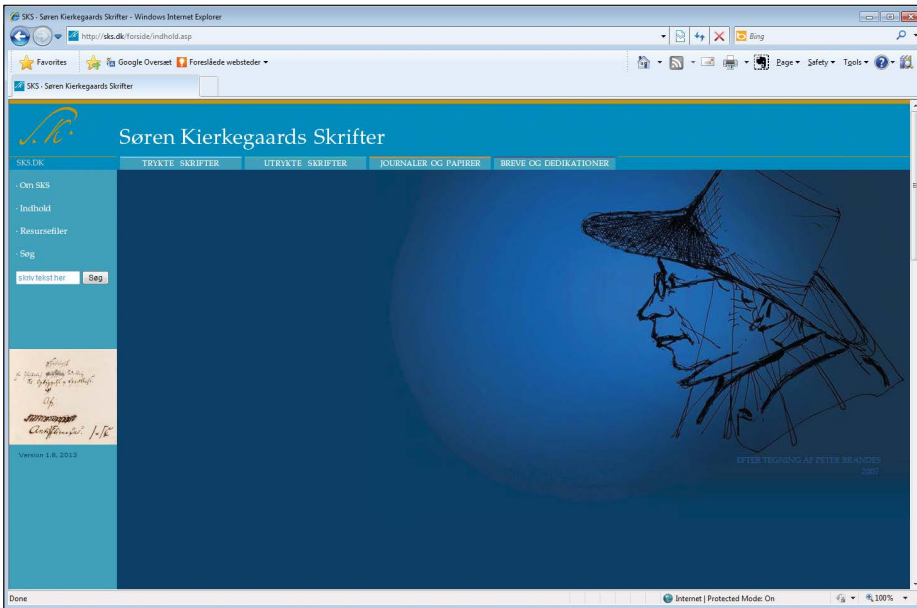 SKS - Søren Kierkegaards Skrifter - Windows Internet Explorer
http://sks.dk/forside/indhold.asp
Bing
Favorites
Google Oversæt
Foreslåede websteder
Page
Safety
Tools
SKS - Søren Kierkegaards Skrifter
S. K.
Søren Kierkegaards Skrifter
SKS.DK
TRYKTE SKRIFTER
UTRYKTE SKRIFTER
JOURNALER OG PAPIRER
BREVE OG DEDIKATIONER
· Om SKS
· Indhold
· Resursefiler
· Søg
skriv tekst her
Søg
Af
Version 1.8, 2013
EFTER TEGNING AF PETER BRANDES
2007
Done
Internet | Protected Mode: On
100%